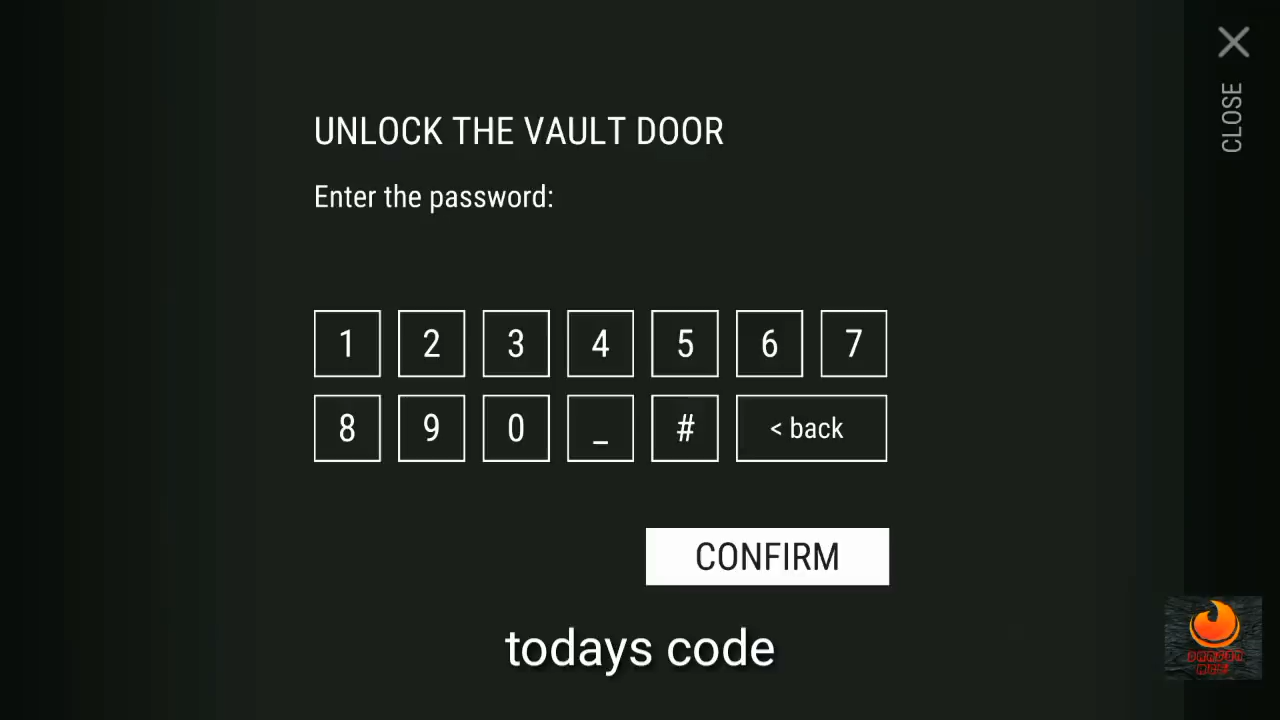 UNLOCK THE VAULT DOOR
Enter the password:
1 2 3 4 5 6 7
8 9 0 _ # < back
CONFIRM
todays code
CLOSE